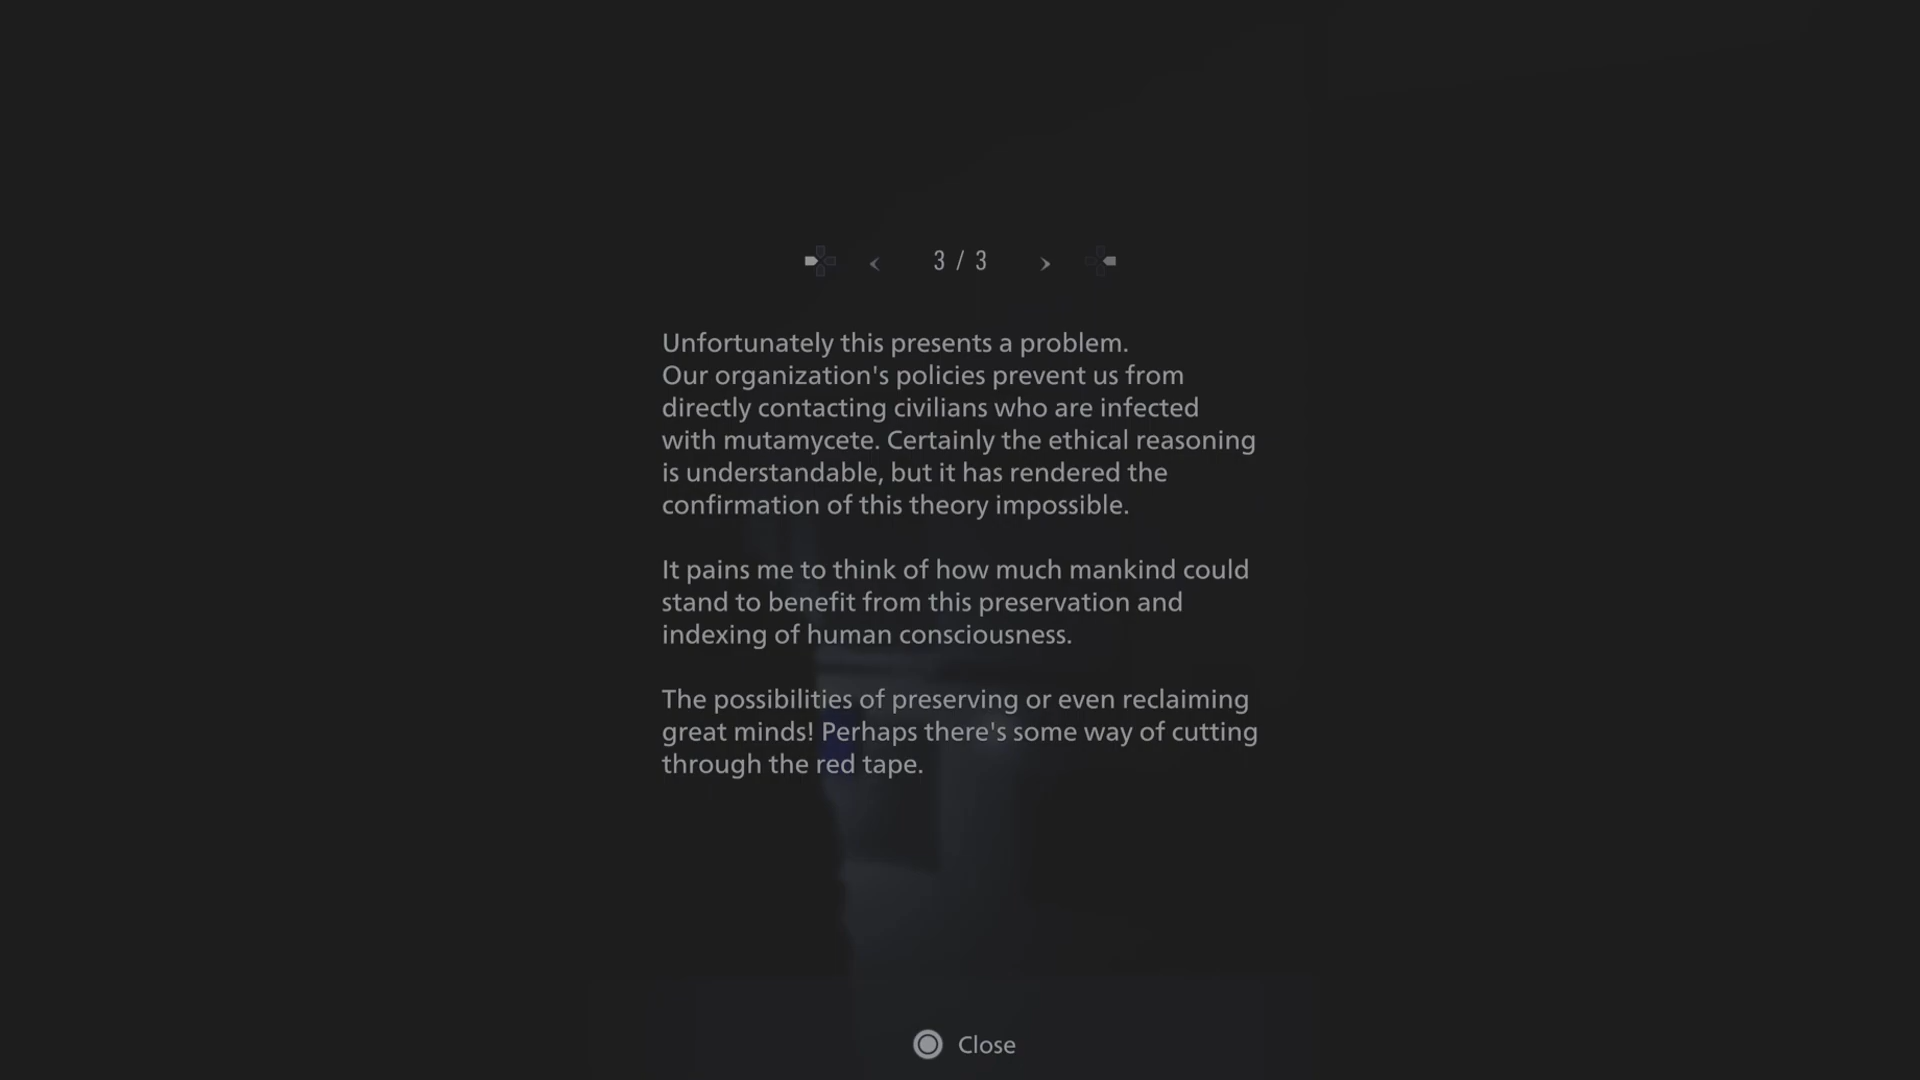 < 3 / 3 >
Unfortunately this presents a problem.
Our organization's policies prevent us from
directly contacting civilians who are infected
with mutamycete. Certainly the ethical reasoning
is understandable, but it has rendered the
confirmation of this theory impossible.
It pains me to think of how much mankind could
stand to benefit from this preservation and
indexing of human consciousness.
The possibilities of preserving or even reclaiming
great minds! Perhaps there's some way of cutting
through the red tape.
Close